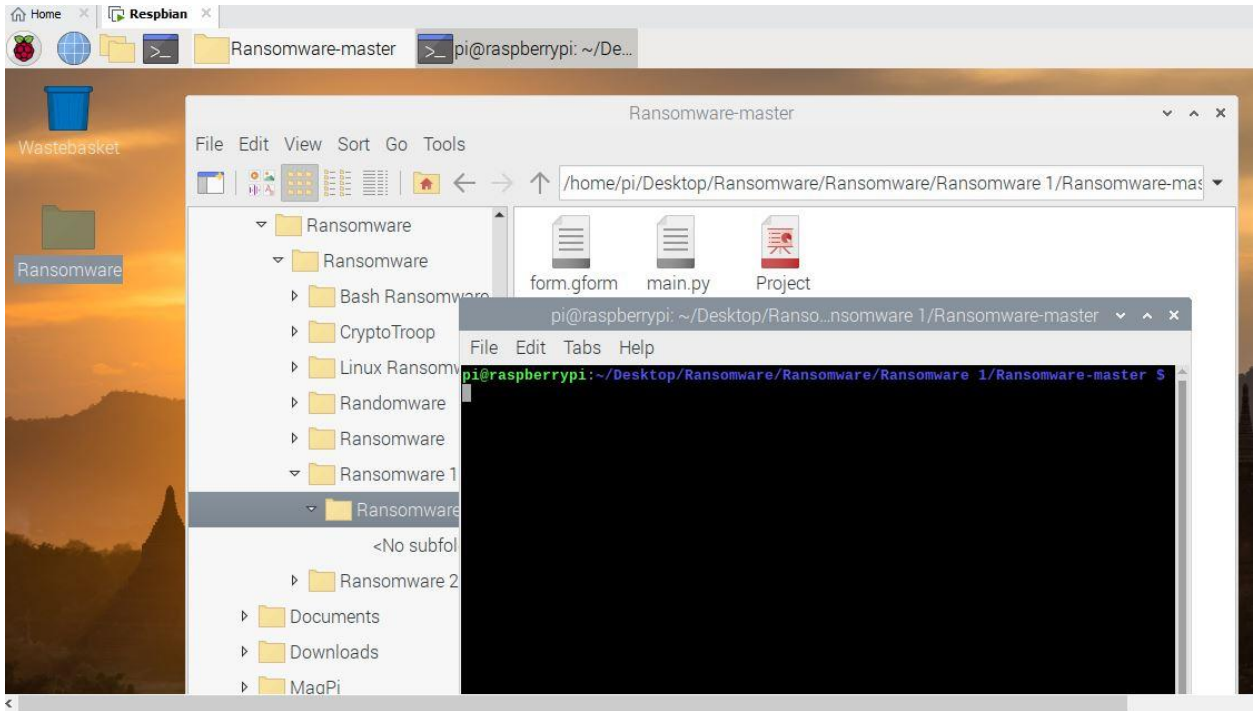 Home
Respbian
Ransomware-master
pi@raspberrypi: ~/De...
Wastebasket
Ransomware
Ransomware-master
File Edit View Sort Go Tools
/home/pi/Desktop/Ransomware/Ransomware/Ransomware 1/Ransomware-mas
Ransomware
Ransomware
Bash Ransomware
CryptoTroop
Linux Ransomw
Randomware
Ransomware
Ransomware 1
Ransomware
<No subfol
Ransomware 2
Documents
Downloads
MagPi
form.gform
main.py
Project
pi@raspberrypi: ~/Desktop/Ranso...nsomware 1/Ransomware-master
File Edit Tabs Help
pi@raspberrypi:~/Desktop/Ransomware/Ransomware/Ransomware 1/Ransomware-master $